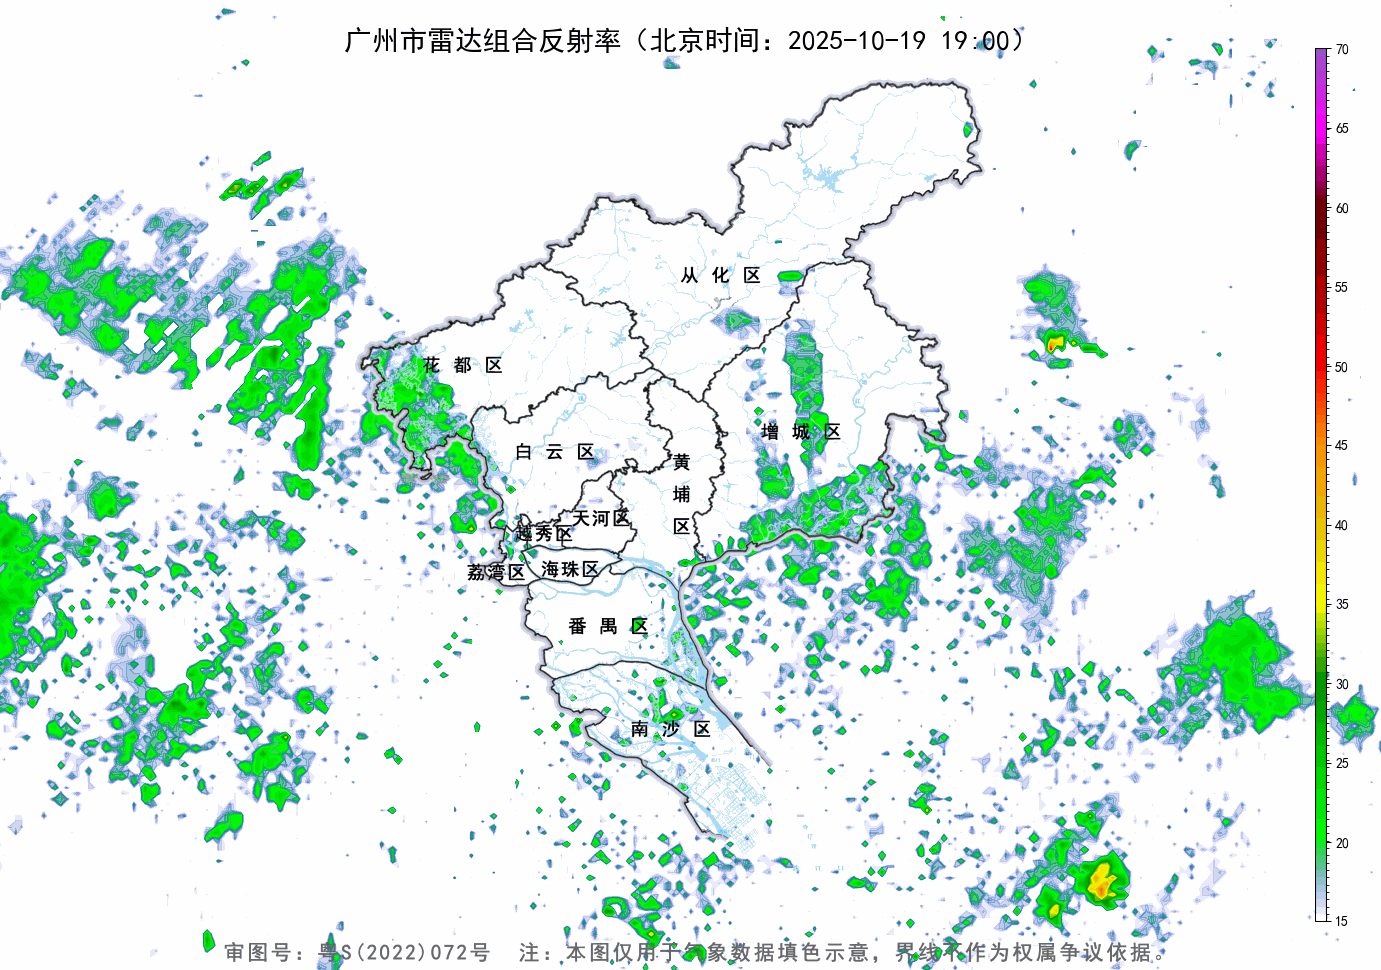 广州市雷达组合反射率（北京时间：2025-10-19 19:00）
70
65
60
55
50
45
40
35
30
25
20
15
从化区
花都区
增城区
白云区
黄埔区
天河区
越秀区
海珠区
荔湾区
番禺区
南沙区
审图号：粤S(2022)072号 注：本图仅用于气象数据填色示意，界线不作为权属争议依据。